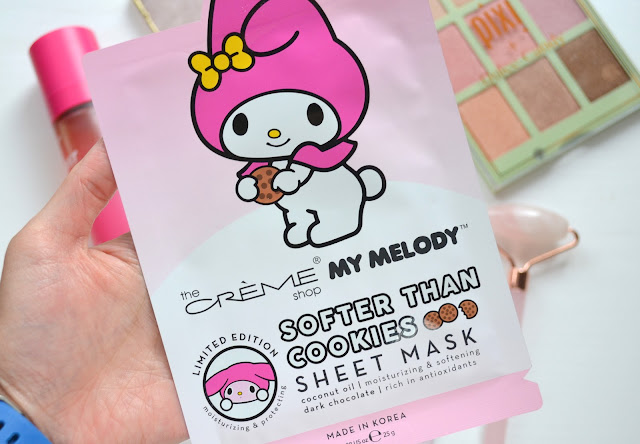 pixi
the
CRÈME®
shop
MY MELODY™
SOFTER THAN
COOKIES
SHEET MASK
coconut oil | moisturizing & softening
dark chocolate | rich in antioxidants
LIMITED EDITION
moisturizing & protecting
MADE IN KOREA
25g